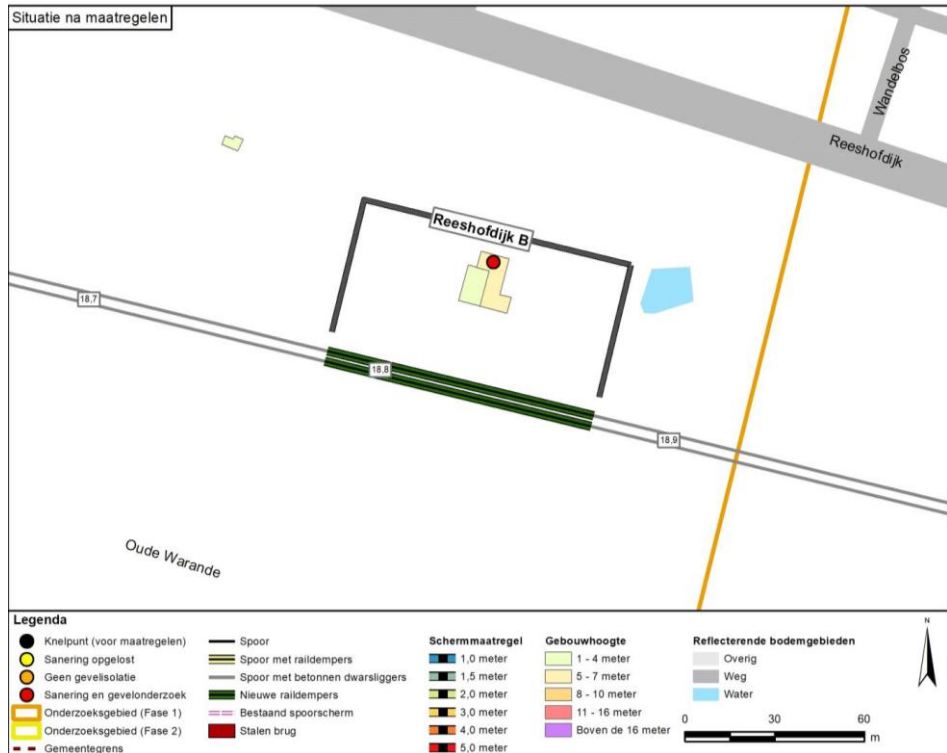 Situatie na maatregelen
Wandelbos
Reeshofdijk
Reeshofdijk B
18,7
18,8
18,9
Oude Warande
Legenda
Knelpunt (voor maatregelen)
Sanering opgelost
Geen gevelisolatie
Sanering en gevelonderzoek
Onderzoeksgebied (Fase 1)
Onderzoeksgebied (Fase 2)
Gemeentegrens
Spoor
Spoor met raildempers
Spoor met betonnen dwarsliggers
Nieuwe raildempers
Bestaand spoorscherm
Stalen brug
Schermmaatregel
1,0 meter
1,5 meter
2,0 meter
3,0 meter
4,0 meter
5,0 meter
Gebouwhoogte
1 - 4 meter
5 - 7 meter
8 - 10 meter
11 - 16 meter
Boven de 16 meter
Reflecterende bodemgebieden
Overig
Weg
Water
N
0 30 60
m